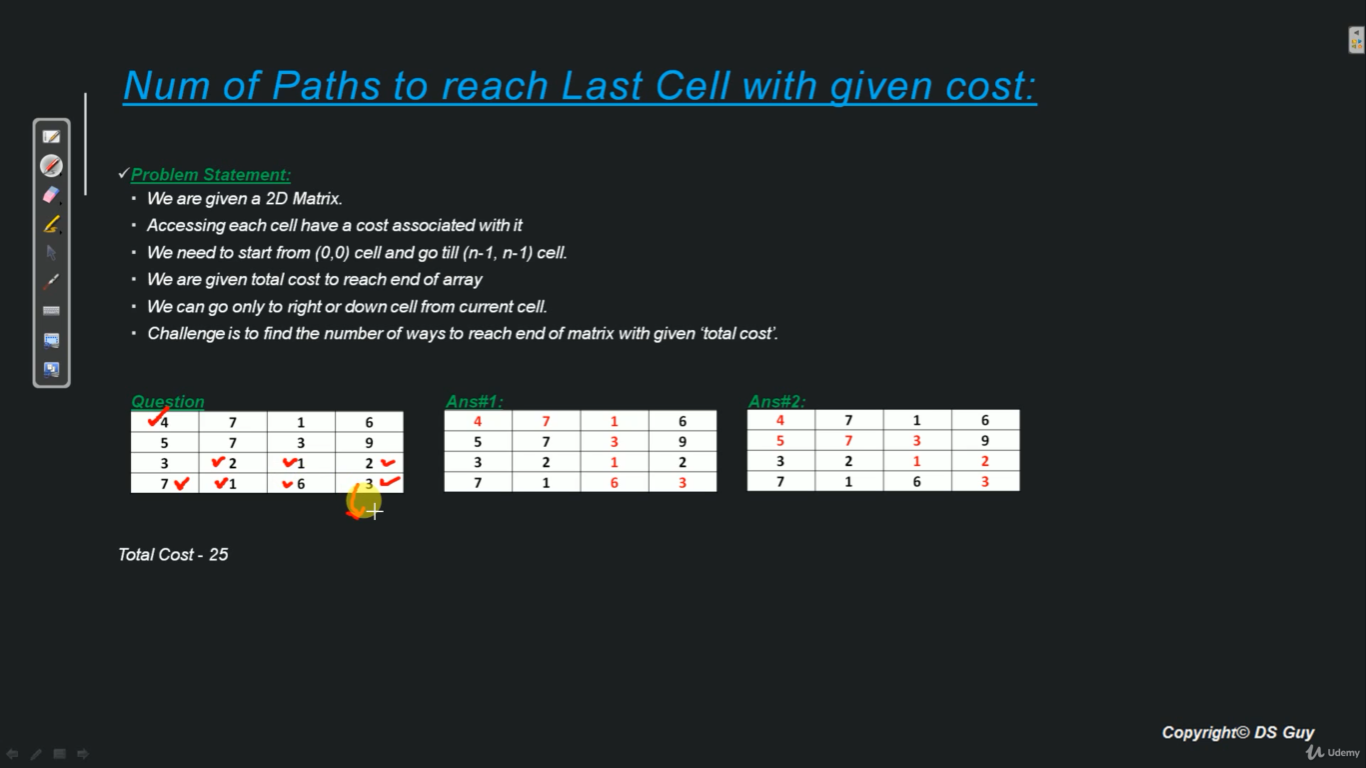 Num of Paths to reach Last Cell with given cost:
✓Problem Statement:
▪ We are given a 2D Matrix.
▪ Accessing each cell have a cost associated with it
▪ We need to start from (0,0) cell and go till (n-1, n-1) cell.
▪ We are given total cost to reach end of array
▪ We can go only to right or down cell from current cell.
▪ Challenge is to find the number of ways to reach end of matrix with given ‘total cost’.
Question
4 7 1 6
5 7 3 9
3 2 1 2
7 1 6 3
Ans#1:
4 7 1 6
5 7 3 9
3 2 1 2
7 1 6 3
Ans#2:
4 7 1 6
5 7 3 9
3 2 1 2
7 1 6 3
Total Cost - 25
Copyright© DS Guy
Udemy